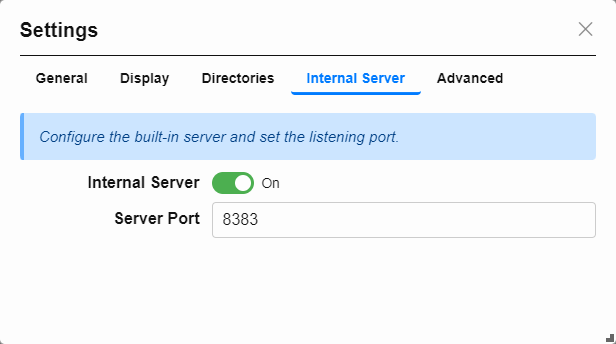 Settings
General Display Directories Internal Server Advanced
Configure the built-in server and set the listening port.
Internal Server On
Server Port 8383